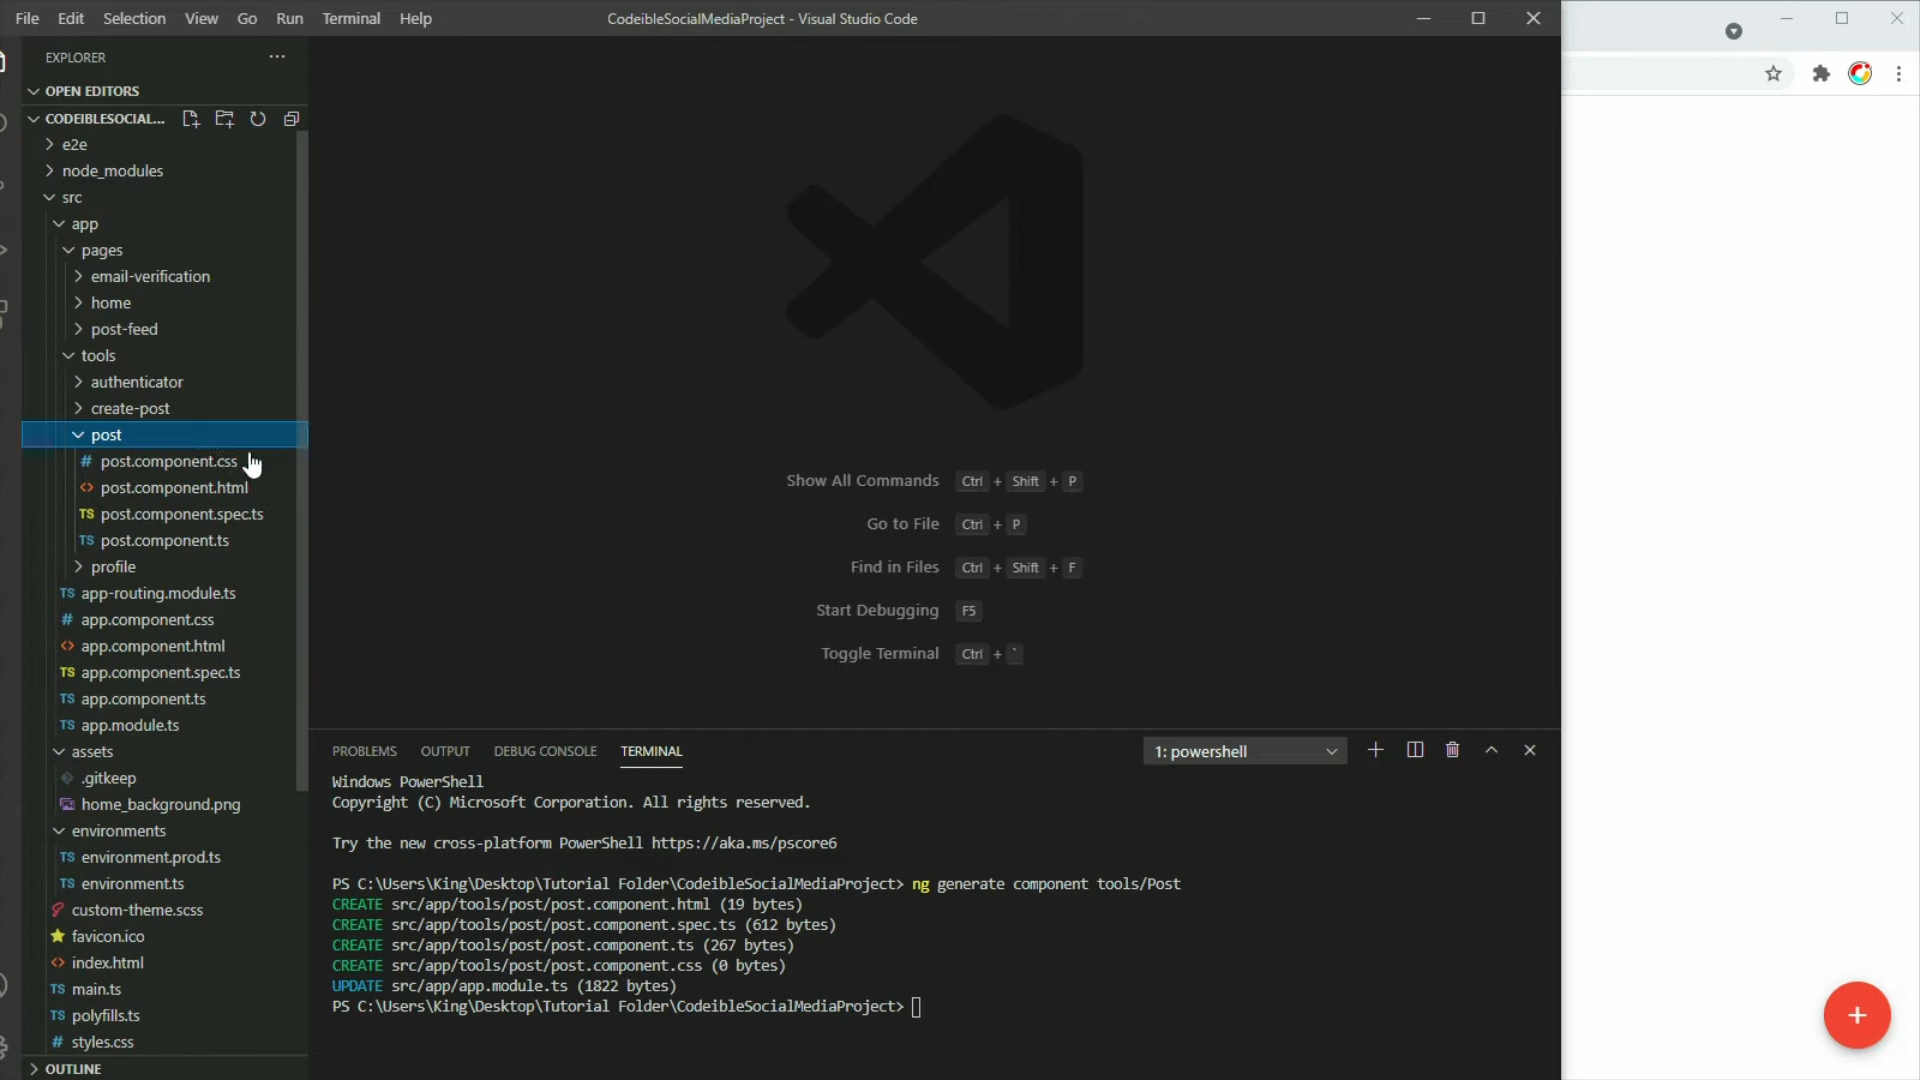 File Edit Selection View Go Run Terminal Help
CodeibleSocialMediaProject - Visual Studio Code
EXPLORER
OPEN EDITORS
CODEIBLESOCIAL...
e2e
node_modules
src
app
pages
email-verification
home
post-feed
tools
authenticator
create-post
post
# post.component.css
<> post.component.html
TS post.component.spec.ts
TS post.component.ts
profile
TS app-routing.module.ts
# app.component.css
<> app.component.html
TS app.component.spec.ts
TS app.component.ts
TS app.module.ts
assets
.gitkeep
home_background.png
environments
TS environment.prod.ts
TS environment.ts
custom-theme.scss
favicon.ico
<> index.html
TS main.ts
TS polyfills.ts
# styles.css
OUTLINE
Show All Commands Ctrl + Shift + P
Go to File Ctrl + P
Find in Files Ctrl + Shift + F
Start Debugging F5
Toggle Terminal Ctrl + `
PROBLEMS OUTPUT DEBUG CONSOLE TERMINAL
1: powershell
Windows PowerShell
Copyright (C) Microsoft Corporation. All rights reserved.
Try the new cross-platform PowerShell https://aka.ms/pscore6
PS C:\Users\King\Desktop\Tutorial Folder\CodeibleSocialMediaProject> ng generate component tools/Post
CREATE src/app/tools/post/post.component.html (19 bytes)
CREATE src/app/tools/post/post.component.spec.ts (612 bytes)
CREATE src/app/tools/post/post.component.ts (267 bytes)
CREATE src/app/tools/post/post.component.css (0 bytes)
UPDATE src/app/app.module.ts (1822 bytes)
PS C:\Users\King\Desktop\Tutorial Folder\CodeibleSocialMediaProject>
+